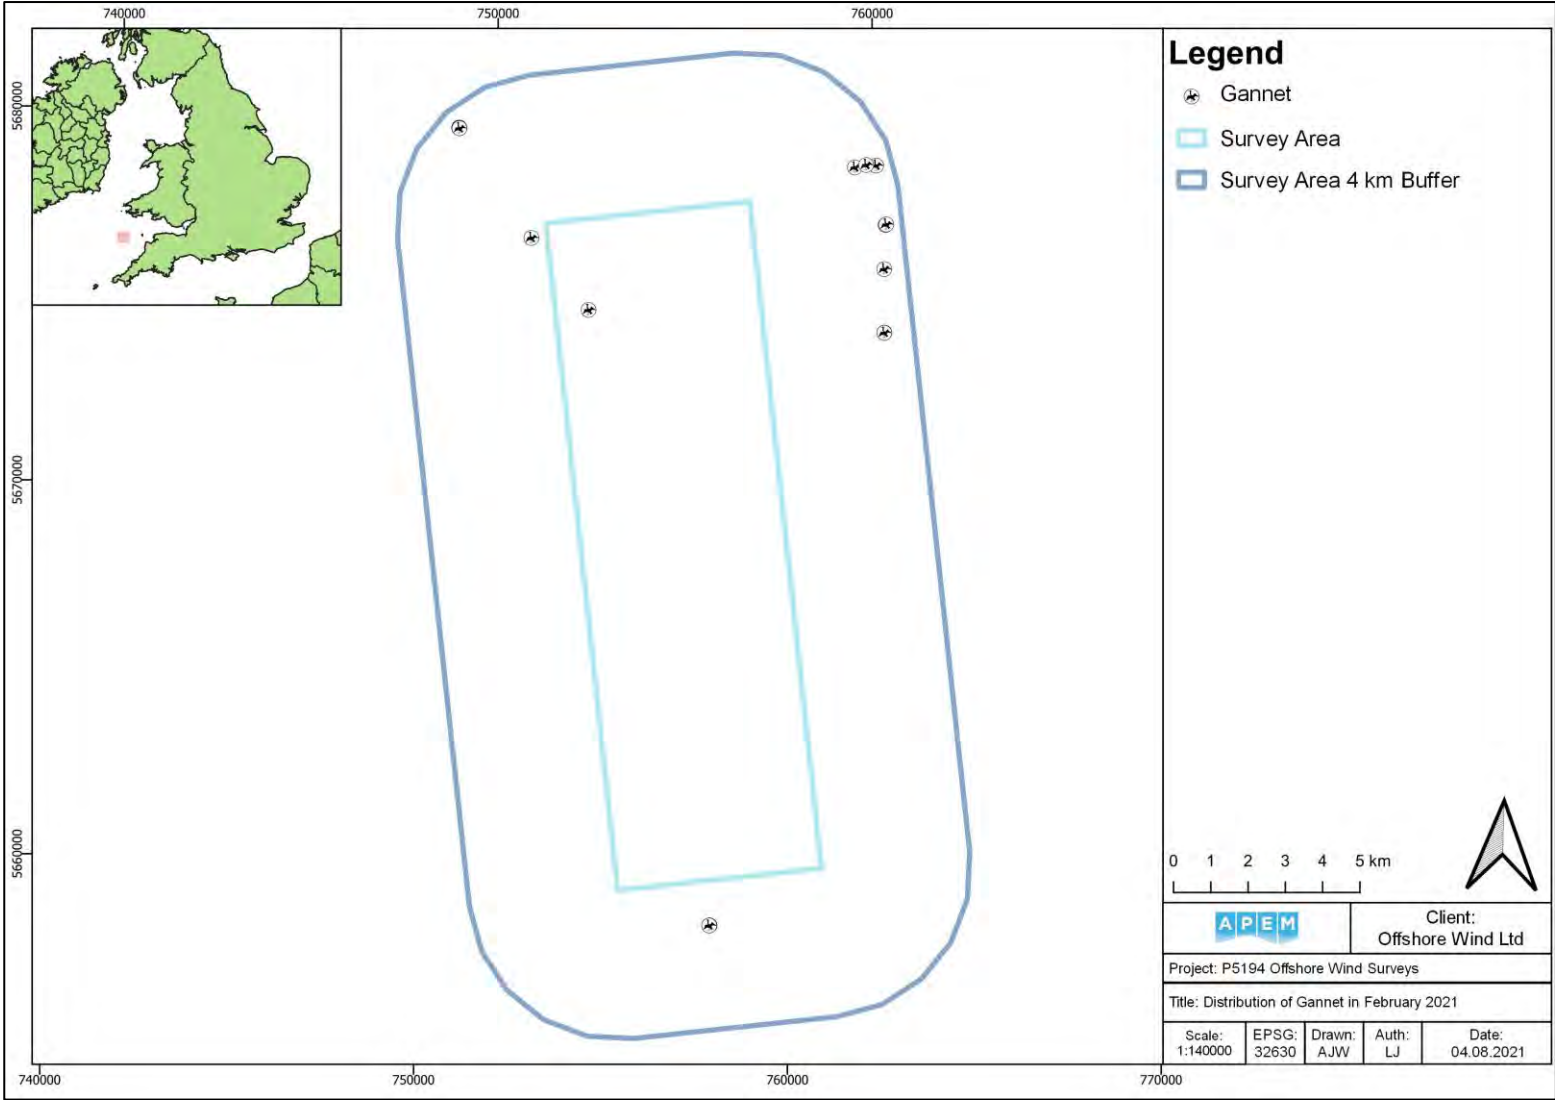 740000
750000
760000
5680000
5670000
5660000
740000
750000
760000
770000
Legend
Gannet
Survey Area
Survey Area 4 km Buffer
0 1 2 3 4 5 km
APEM
Client:
Offshore Wind Ltd
Project: P5194 Offshore Wind Surveys
Title: Distribution of Gannet in February 2021
Scale:
1:140000
EPSG:
32630
Drawn:
AJW
Auth:
LJ
Date:
04.08.2021